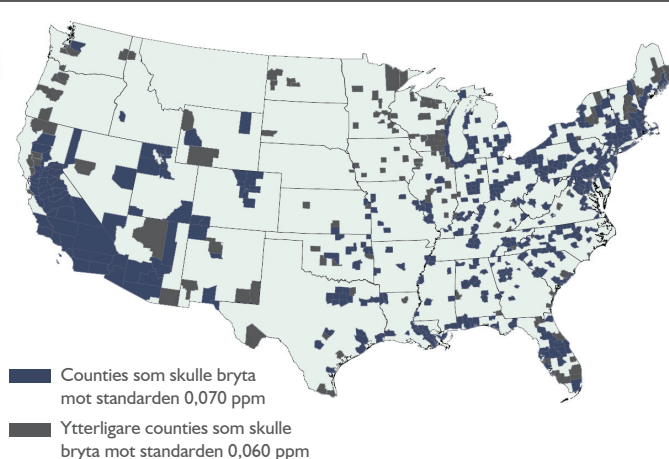 Counties som skulle bryta
mot standarden 0,070 ppm
Ytterligare counties som skulle
bryta mot standarden 0,060 ppm